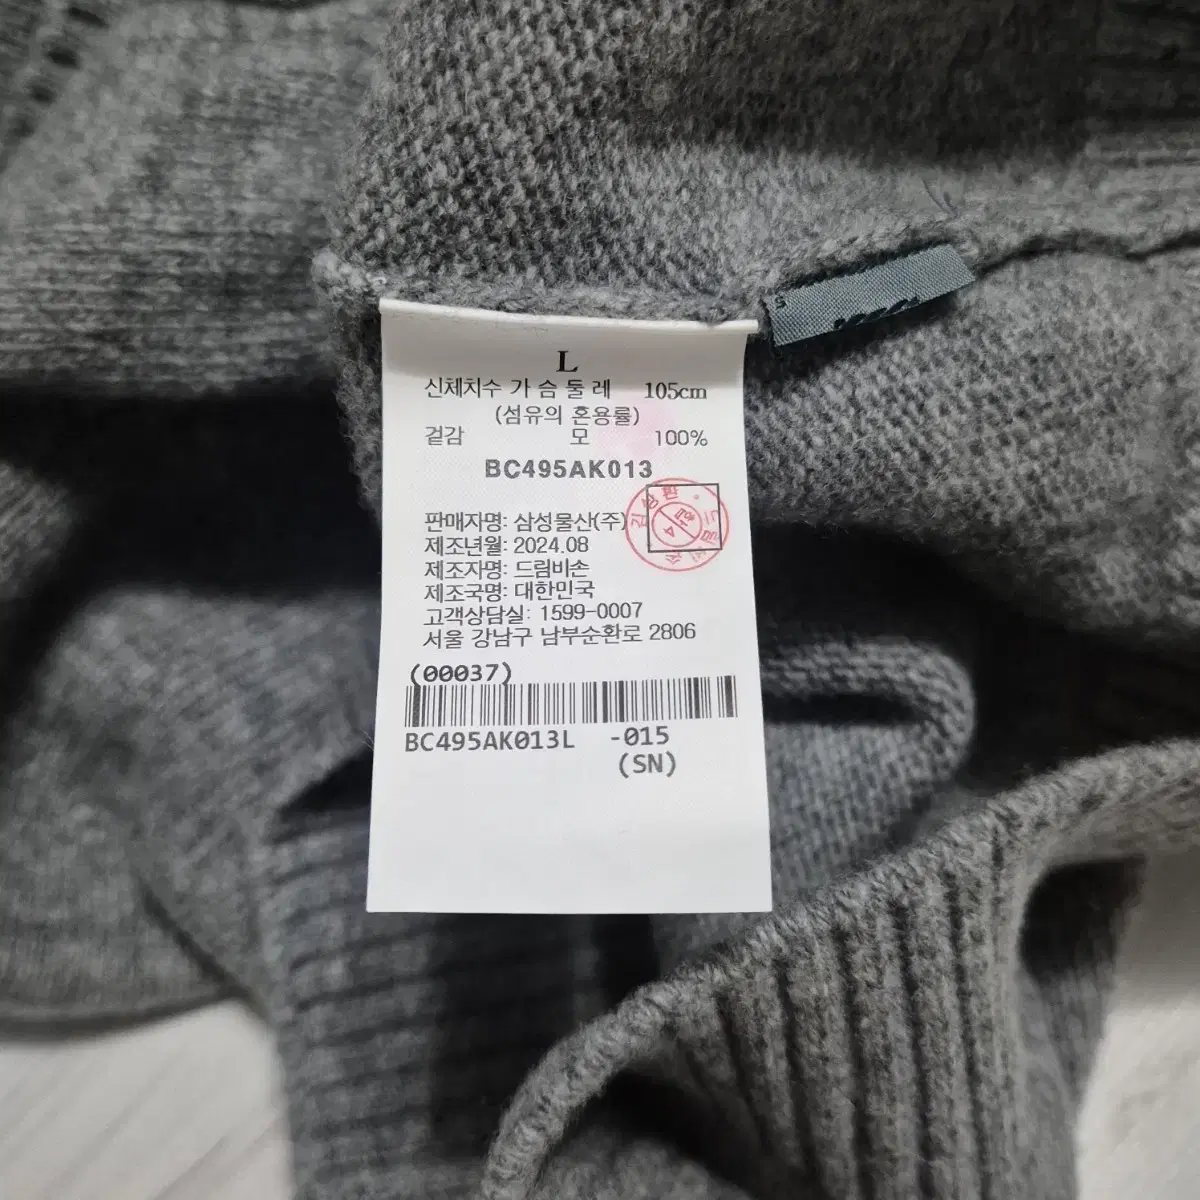 L
신체치수 가 슴 둘 레 105cm
(섬유의 혼용률)
겉감 모 100%
BC495AK013
판매자명: 삼성물산(주)
제조년월: 2024.08
제조자명: 드림비손
제조국명: 대한민국
고객상담실: 1599-0007
서울 강남구 남부순환로 2806
(00037)
BC495AK013L -015
(SN)